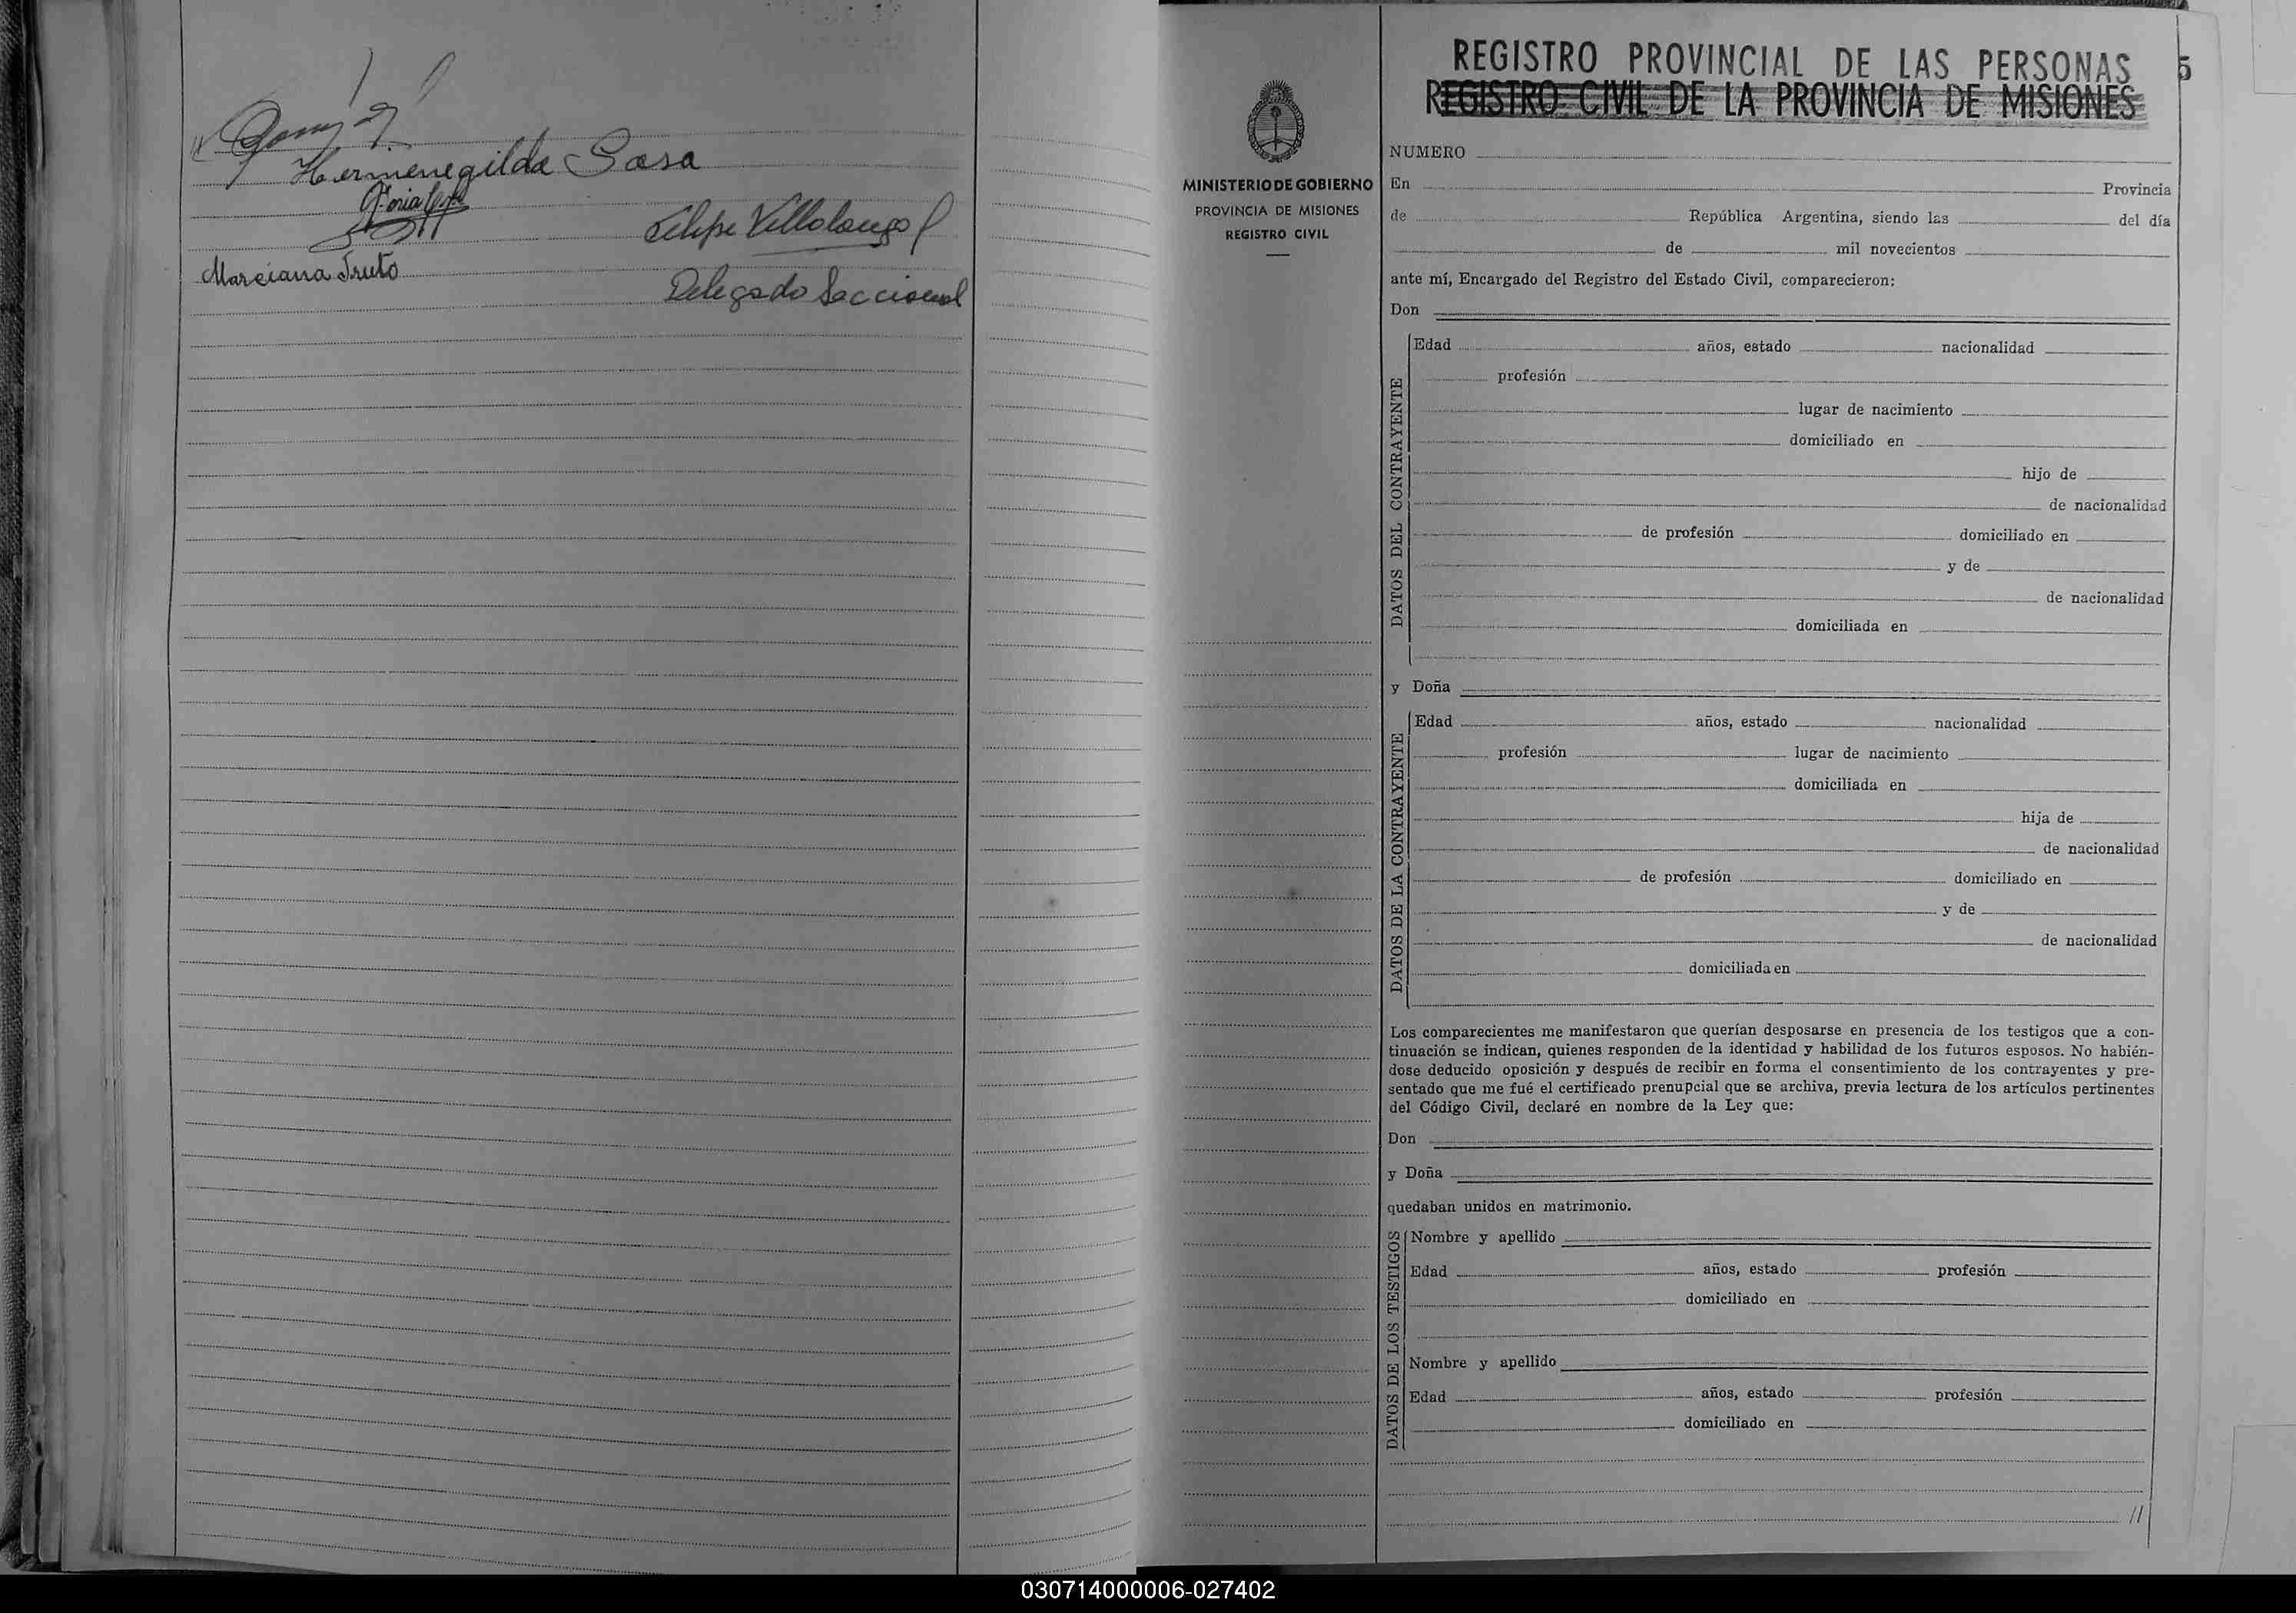 Hermenegilda Sosa
Felipe Villalonga
Marciana Truto
Delegado Seccional
MINISTERIO DE GOBIERNO
PROVINCIA DE MISIONES
REGISTRO CIVIL
REGISTRO PROVINCIAL DE LAS PERSONAS
5
REGISTRO CIVIL DE LA PROVINCIA DE MISIONES
NUMERO
En Provincia
de República Argentina, siendo las del día
de mil novecientos
ante mí, Encargado del Registro del Estado Civil, comparecieron:
Don
DATOS DEL CONTRAYENTE
Edad años, estado nacionalidad
profesión
lugar de nacimiento
domiciliado en
hijo de
de nacionalidad
de profesión domiciliado en
y de
de nacionalidad
domiciliada en
y Doña
DATOS DE LA CONTRAYENTE
Edad años, estado nacionalidad
profesión lugar de nacimiento
domiciliada en
hija de
de nacionalidad
de profesión domiciliado en
y de
de nacionalidad
domiciliada en
Los comparecientes me manifestaron que querían desposarse en presencia de los testigos que a con-
tinuación se indican, quienes responden de la identidad y habilidad de los futuros esposos. No habién-
dose deducido oposición y después de recibir en forma el consentimiento de los contrayentes y pre-
sentado que me fué el certificado prenupcial que se archiva, previa lectura de los artículos pertinentes
del Código Civil, declaré en nombre de la Ley que:
Don
y Doña
quedaban unidos en matrimonio.
DATOS DE LOS TESTIGOS
Nombre y apellido
Edad años, estado profesión
domiciliado en
Nombre y apellido
Edad años, estado profesión
domiciliado en
//
030714000006-027402